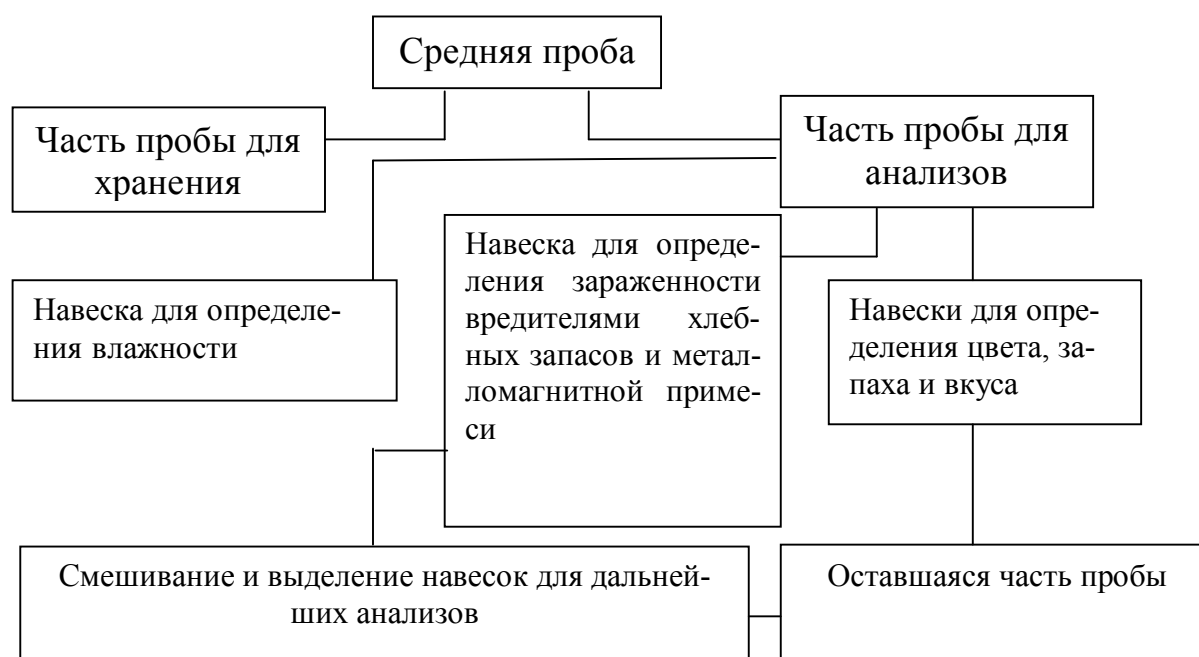 Средняя проба
Часть пробы для
хранения
Часть пробы для
анализов
Навеска для определе-
ния влажности
Навеска для опреде-
ления зараженности
вредителями хлеб-
ных запасов и метал-
ломагнитной приме-
си
Навески для опре-
деления цвета, за-
паха и вкуса
Смешивание и выделение навесок для дальней-
ших анализов
Оставшаяся часть пробы